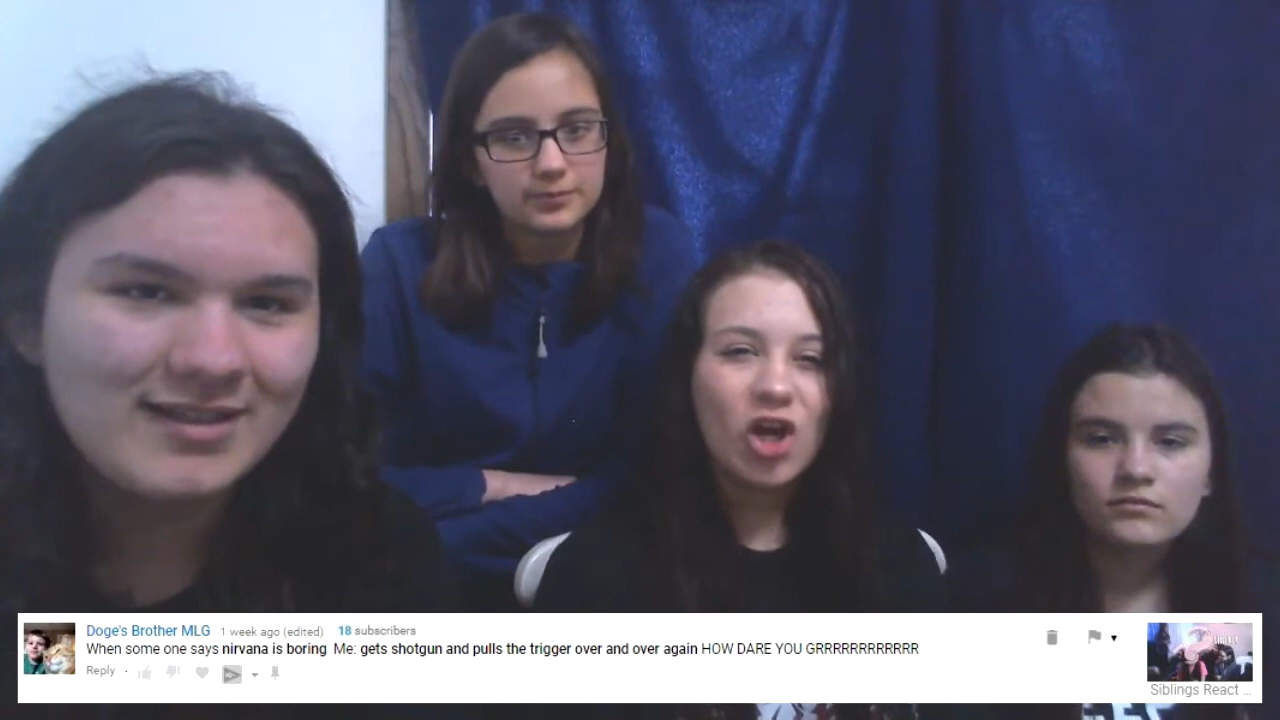 Doge's Brother MLG 1 week ago (edited) 18 subscribers
When some one says nirvana is boring Me: gets shotgun and pulls the trigger over and over again HOW DARE YOU GRRRRRRRRRRRR
Reply ·
Siblings React ...